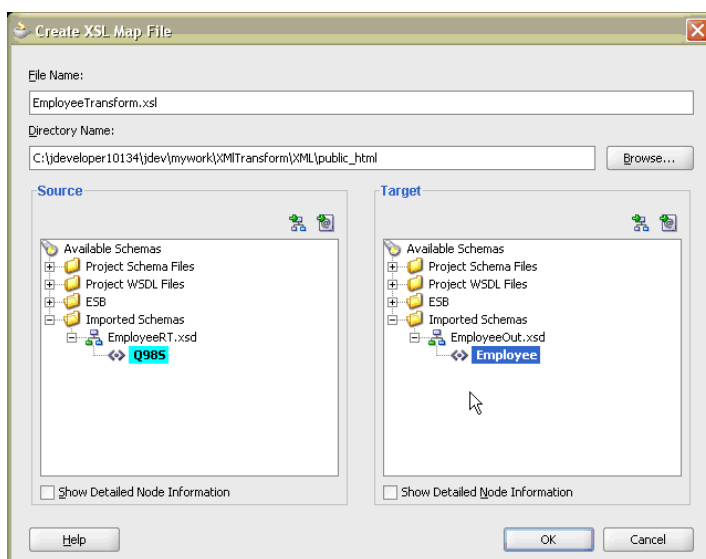 Create XSL Map File
File Name:
EmployeeTransform.xsl
Directory Name:
C:\jdeveloper10134\jdev\mywork\XMlTransform\XML\public_html
Browse...
Source
Available Schemas
Project Schema Files
Project WSDL Files
ESB
Imported Schemas
EmployeeRT.xsd
Q98S
Show Detailed Node Information
Target
Available Schemas
Project Schema Files
Project WSDL Files
ESB
Imported Schemas
EmployeeOut.xsd
Employee
Show Detailed Node Information
Help
OK
Cancel